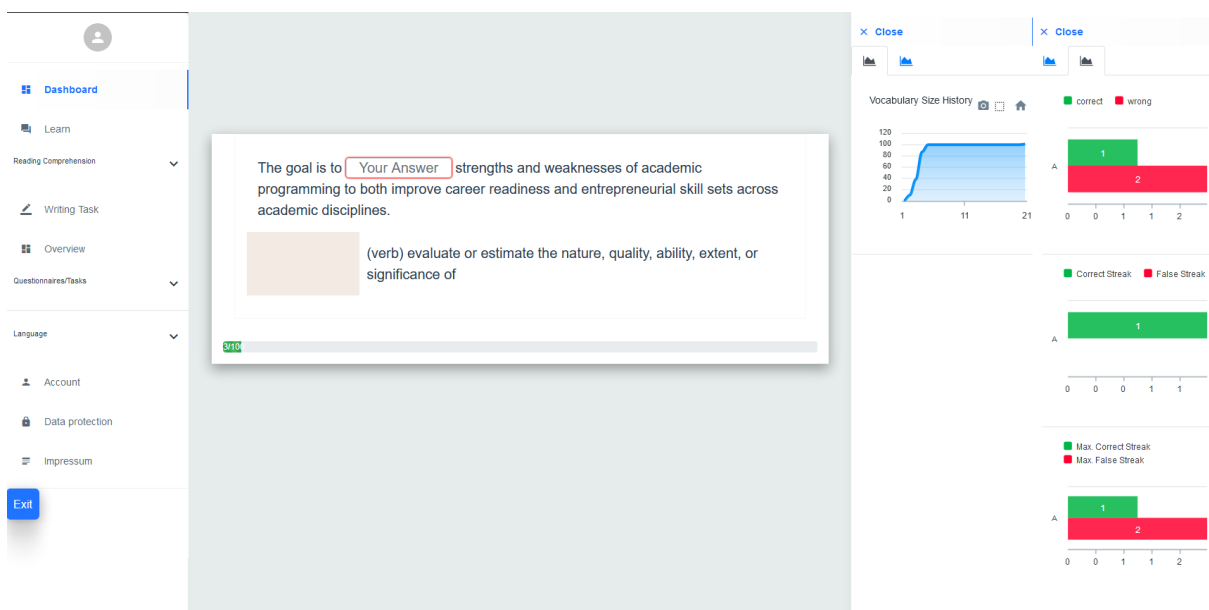 Dashboard
Learn
Reading Comprehension
Writing Task
Overview
Questionnaires/Tasks
Language
Account
Data protection
Impressum
Exit
The goal is to Your Answer strengths and weaknesses of academic
programming to both improve career readiness and entrepreneurial skill sets across
academic disciplines.
(verb) evaluate or estimate the nature, quality, ability, extent, or
significance of
3/100
× Close
Vocabulary Size History
120
100
80
60
40
20
0
1 11 21
× Close
correct wrong
A
1
2
0 0 1 1 2
Correct Streak False Streak
1
A
0 0 0 1 1
Max. Correct Streak
Max. False Streak
1
A
2
0 0 1 1 2